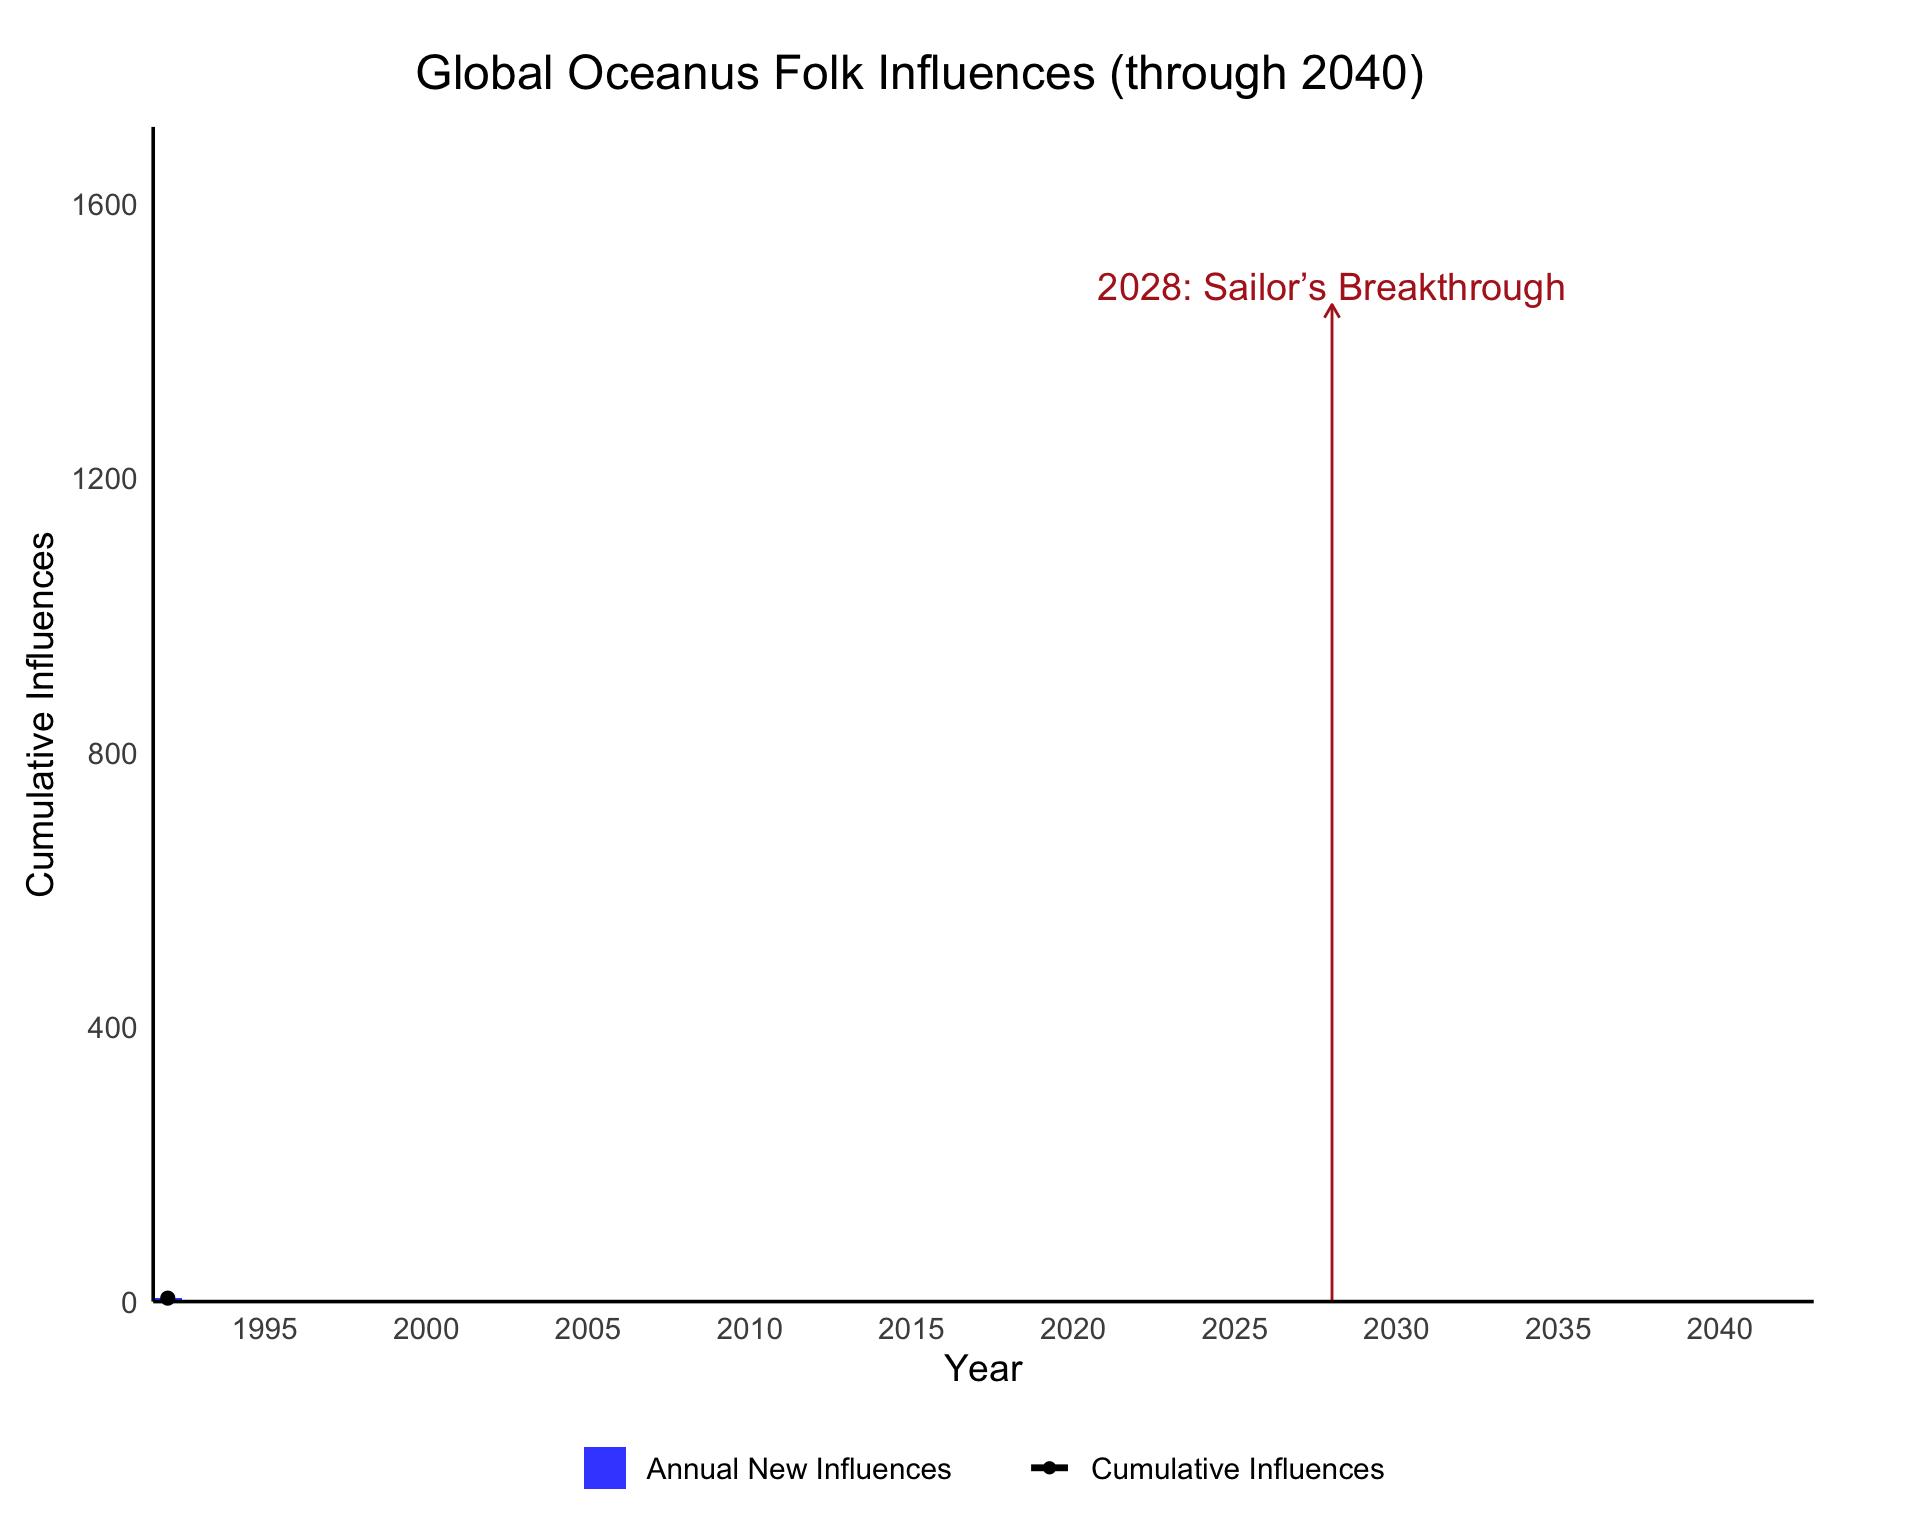 Global Oceanus Folk Influences (through 2040)
1600
2028: Sailor’s Breakthrough
1200
Cumulative Influences
800
400
0
1995 2000 2005 2010 2015 2020 2025 2030 2035 2040
Year
Annual New Influences Cumulative Influences